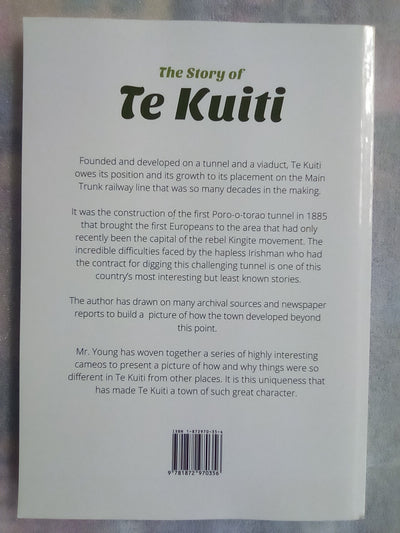 The Story of
Te Kuiti
Founded and developed on a tunnel and a viaduct, Te Kuiti
owes its position and its growth to its placement on the Main
Trunk railway line that was so many decades in the making.
It was the construction of the first Poro-o-torao tunnel in 1885
that brought the first Europeans to the area that had only
recently been the capital of the rebel Kingite movement. The
incredible difficulties faced by the hapless Irishman who had
the contract for digging this challenging tunnel is one of this
country's most interesting but least known stories.
The author has drawn on many archival sources and newspaper
reports to build a picture of how the town developed beyond
this point.
Mr. Young has woven together a series of highly interesting
cameos to present a picture of how and why things were so
different in Te Kuiti from other places. It is this uniqueness that
has made Te Kuiti a town of such great character.
ISBN 1-872970-35-6
9 781872 970356